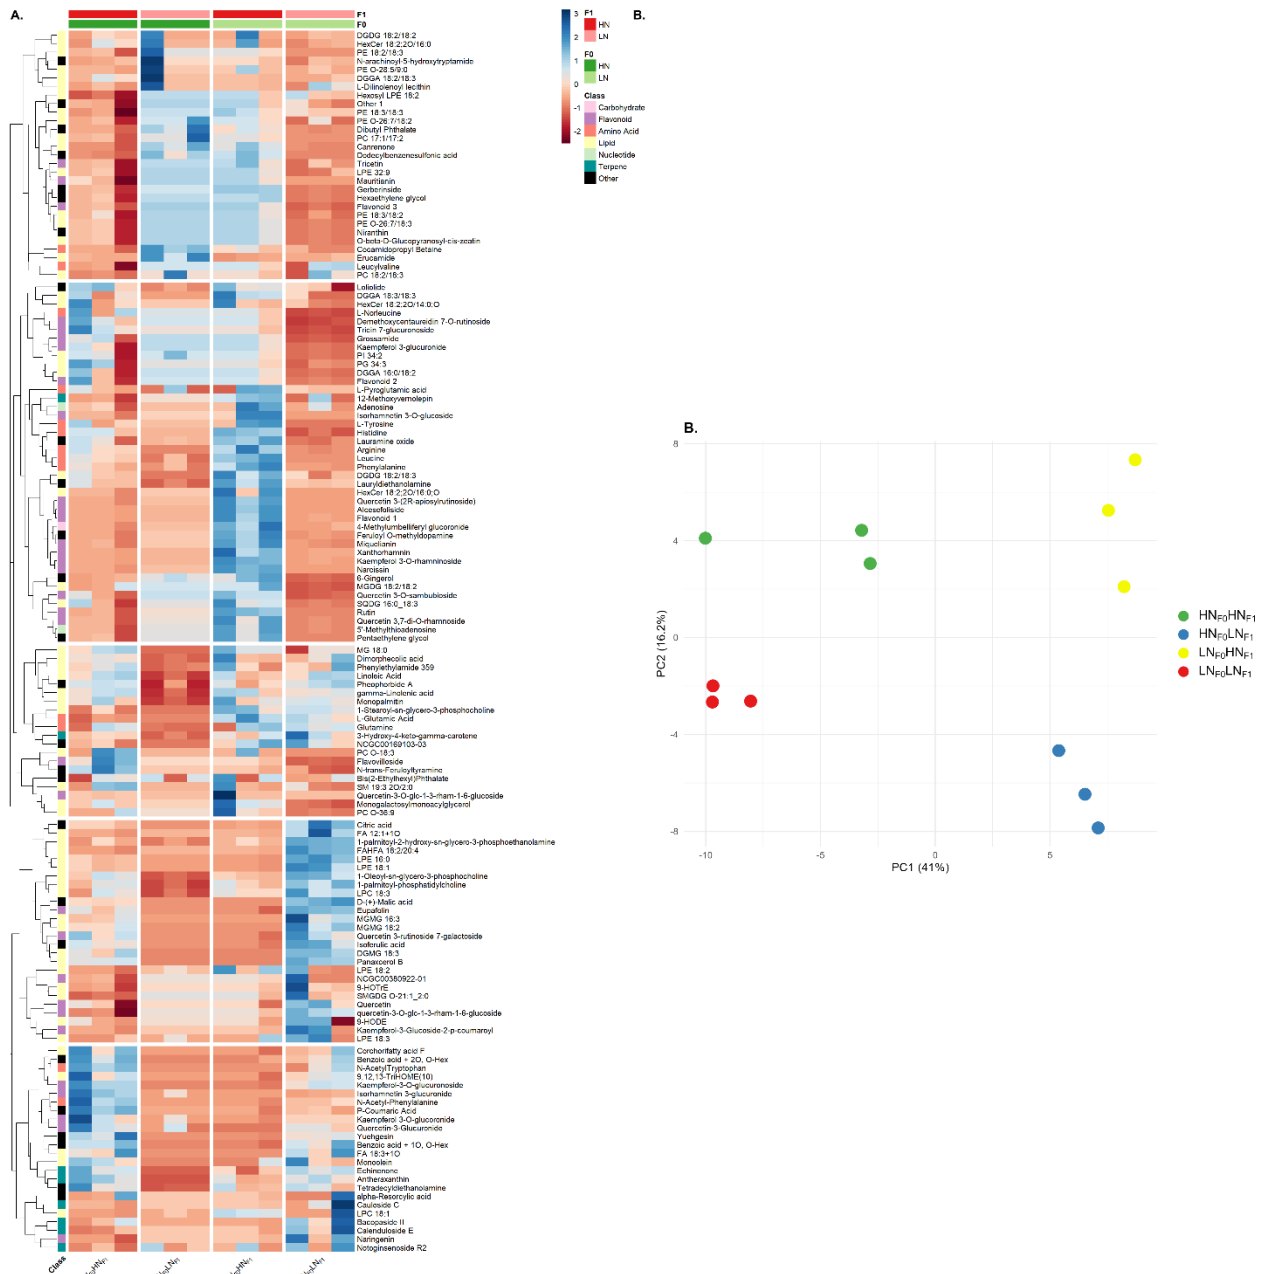 A.
F1
F0
3
2
1
0
-1
-2
F1
HN
LN
F0
HN
LN
Class
Carbohydrate
Flavonoid
Amino Acid
Lipid
Nucleotide
Terpene
Other
B.
DGDG 18:2/18:2
HexCer 18:2;2O/16:0
PE 18:2/18:3
N-arachinoyl-5-hydroxytryptamide
PE O-28:5/9:0
DGGA 18:2/18:3
L-Dilinolenoyl lecithin
Hexosyl LPE 18:2
Other 1
PE 18:3/18:3
PE O-26:7/18:2
Dibutyl Phthalate
PC 17:1/17:2
Canrenone
Dodecylbenzenesulfonic acid
Tricetin
LPE 32:9
Mauritianin
Gerberinside
Hexaethylene glycol
Flavonoid 3
PE 18:3/18:2
PE O-26:7/18:3
Niranthin
O-beta-D-Glucopyranosyl-cis-zeatin
Cocamidopropyl Betaine
Erucamide
Leucylvaline
PC 18:2/18:3
Loliolide
DGGA 18:3/18:3
HexCer 18:2;2O/14:0;O
L-Norleucine
Demethoxycentaureidin 7-O-rutinoside
Tricin 7-glucuronoside
Grossamide
Kaempferol 3-glucuronide
PI 34:2
PG 34:3
DGGA 16:0/18:2
Flavonoid 2
L-Pyroglutamic acid
12-Methoxyvernolepin
Adenosine
Isorhamnetin 3-O-glucoside
L-Tyrosine
Histidine
Lauramine oxide
Arginine
Leucine
Phenylalanine
DGDG 18:2/18:3
Lauryldiethanolamine
HexCer 18:2;2O/16:0;O
Quercetin 3-(2R-apiosylrutinoside)
Alcesefoliside
Flavonoid 1
4-Methylumbelliferyl glucuronide
Feruloyl O-methyldopamine
Miquelianin
Xanthorhamnin
Kaempferol 3-O-rhamninoside
Narcissin
6-Gingerol
MGDG 18:2/18:2
Quercetin 3-O-sambubioside
SQDG 16:0_18:3
Rutin
Quercetin 3,7-di-O-rhamnoside
5'-Methylthioadenosine
Pentaethylene glycol
MG 18:0
Dimorphecolic acid
Phenylethylamide 359
Linoleic Acid
Pheophorbide A
gamma-Linolenic acid
Monopalmitin
1-Stearoyl-sn-glycero-3-phosphocholine
L-Glutamic Acid
Glutamine
3-Hydroxy-4-keto-gamma-carotene
NCGC00169103-03
PC O-18:3
Flavovilloside
N-trans-Feruloyltyramine
Bis(2-Ethylhexyl)Phthalate
SM 19:3 2O/2:0
Quercetin-3-O-glc-1-3-rham-1-6-glucoside
Monogalactosylmonoacylglycerol
PC O-36:9
Citric acid
FA 12:1+1O
1-palmitoyl-2-hydroxy-sn-glycero-3-phosphoethanolamine
FAHFA 18:2/20:4
LPE 16:0
LPE 18:1
1-Oleoyl-sn-glycero-3-phosphocholine
1-palmitoyl-phosphatidylcholine
LPC 18:3
D-(+)-Malic acid
Eupafolin
MGMG 16:3
MGMG 18:2
Quercetin 3-rutinoside 7-galactoside
Isoferulic acid
DGMG 18:3
Panaxcerol B
LPE 18:2
NCGC00380922-01
9-HOTrE
SMGDG O-21:1_2:0
Quercetin
quercetin-3-O-glc-1-3-rham-1-6-glucoside
9-HODE
Kaempferol-3-Glucoside-2-p-coumaroyl
LPE 18:3
Corchorifatty acid F
Benzoic acid + 2O, O-Hex
N-AcetylTryptophan
9,12,13-TriHOME(10)
Kaempferol-3-O-glucuronoside
Isorhamnetin 3-glucuronide
N-Acetyl-Phenylalanine
P-Coumaric Acid
Kaempferol 3-O-glucoronide
Quercetin-3-Glucuronide
Yuehgesin
Benzoic acid + 1O, O-Hex
FA 18:3+1O
Monoolein
Echinenone
Antheraxanthin
Tetradecyldiethanolamine
alpha-Resorcylic acid
Cauleside C
LPC 18:1
Bacopaside II
Calenduloside E
Naringenin
Notoginsenoside R2
Class
B.
8
4
0
-4
-8
PC2 (16.2%)
-10
-5
0
5
PC1 (41%)
HNF0HNF1
HNF0LNF1
LNF0HNF1
LNF0LNF1